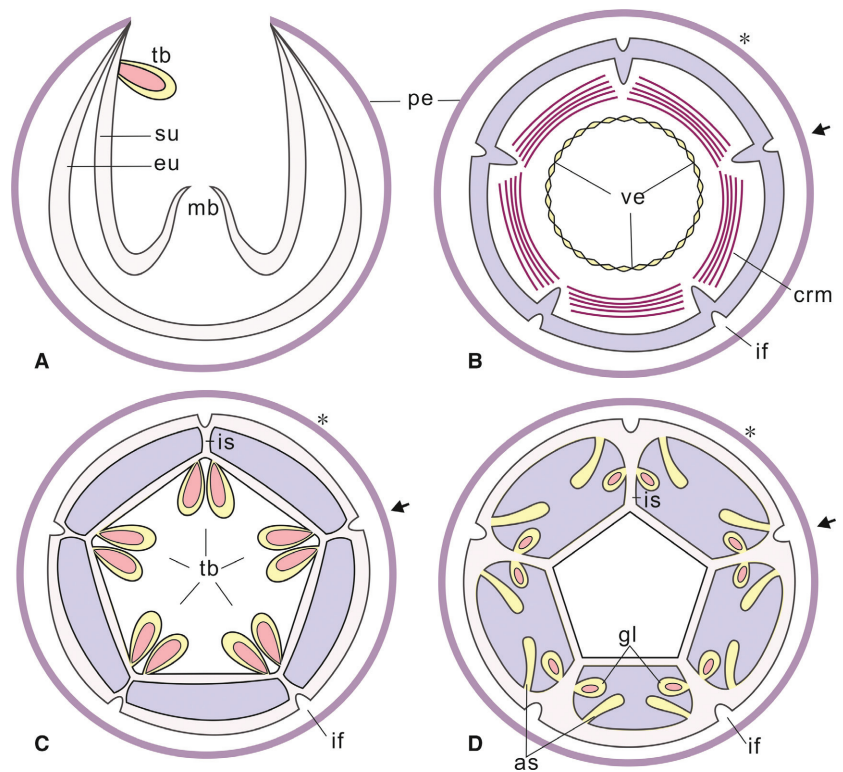 tb
su
eu
mb
pe
A
*
ve
crm
if
B
*
is
tb
if
C
*
is
gl
as
if
D